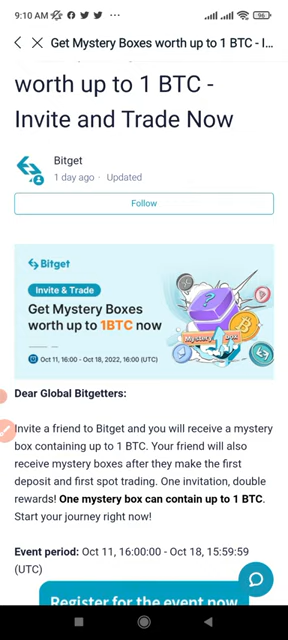 9:10 AM
96
Get Mystery Boxes worth up to 1 BTC - I...
worth up to 1 BTC -
Invite and Trade Now
Bitget
1 day ago · Updated
Follow
Bitget
Invite & Trade
Get Mystery Boxes
worth up to 1BTC now
Oct 11, 16:00 - Oct 18, 2022, 16:00 (UTC)
Mystery box
Dear Global Bitgetters:
Invite a friend to Bitget and you will receive a mystery
box containing up to 1 BTC. Your friend will also
receive mystery boxes after they make the first
deposit and first spot trading. One invitation, double
rewards! One mystery box can contain up to 1 BTC.
Start your journey right now!
Event period: Oct 11, 16:00:00 - Oct 18, 15:59:59
(UTC)
Register for the event now